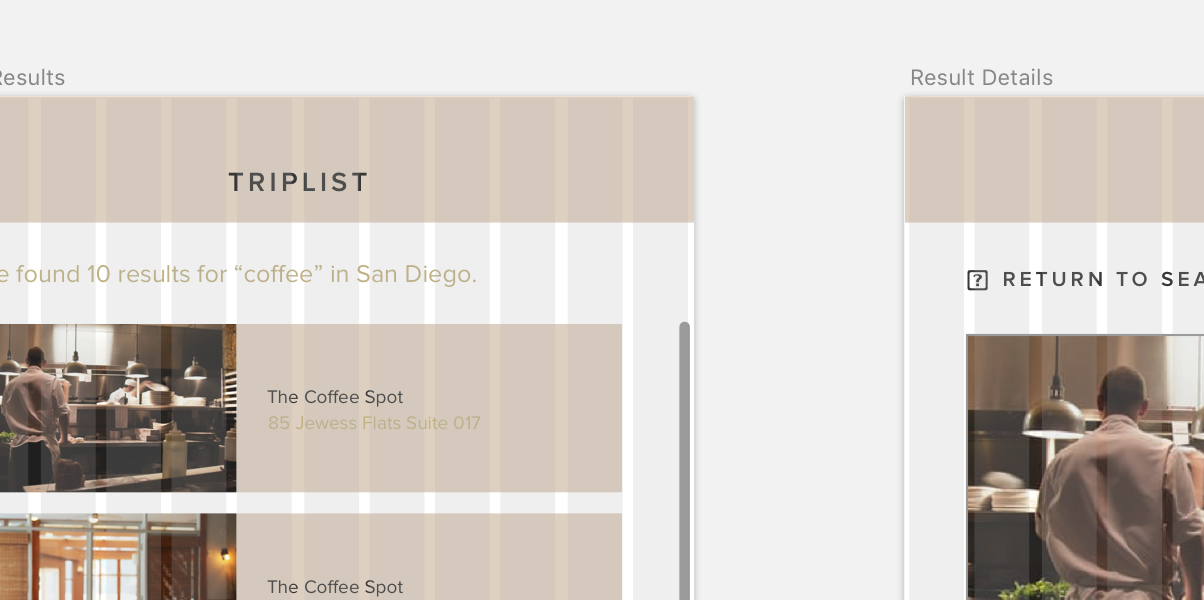 Results
Result Details
TRIPLIST
found 10 results for “coffee” in San Diego.
RETURN TO
The Coffee Spot
85 Jewess Flats Suite 017
The Coffee Spot